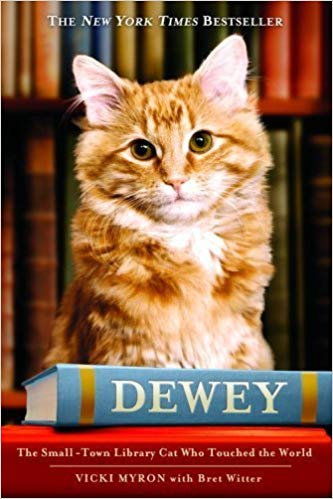 THE NEW YORK TIMES BESTSELLER
DEWEY
The Small-Town Library Cat Who Touched the World
VICKI MYRON with Bret Witter